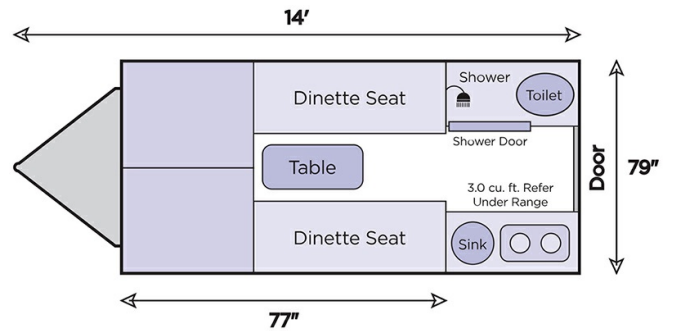 14'
Shower
Dinette Seat
Toilet
Shower Door
Table
Door
79"
3.0 cu. ft. Refer
Under Range
Dinette Seat
Sink
77"